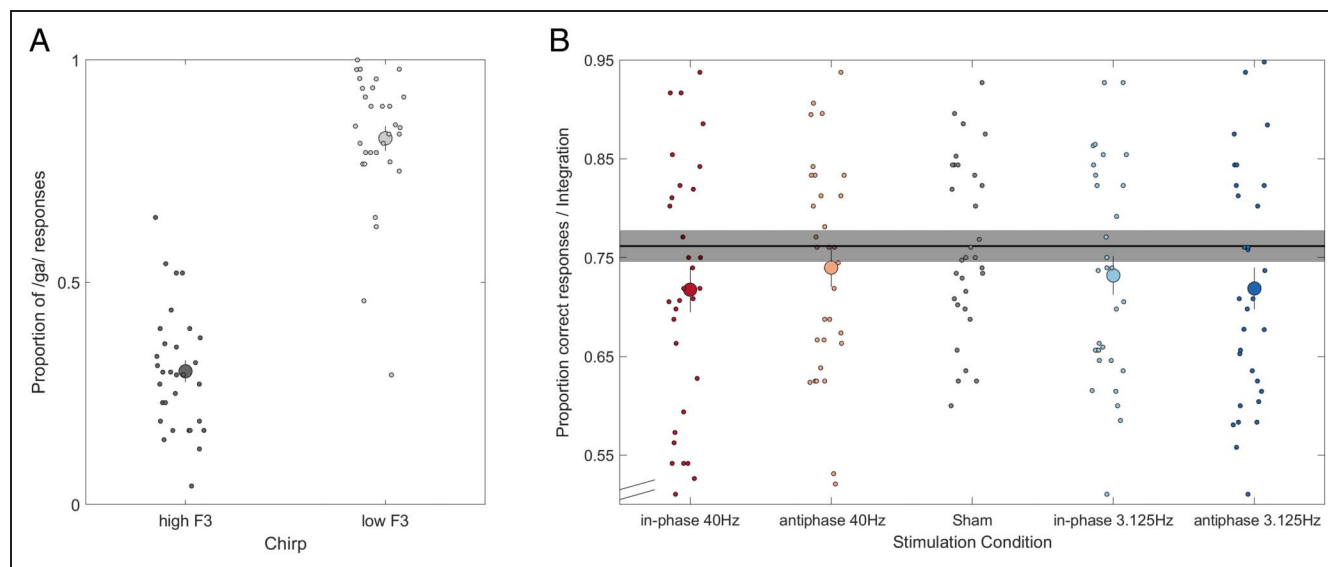 A
Proportion of /ga/ responses
1
0.5
0
high F3
low F3
Chirp
B
Proportion correct responses / Integration
0.95
0.85
0.75
0.65
0.55
in-phase 40Hz
antiphase 40Hz
Sham
in-phase 3.125Hz
antiphase 3.125Hz
Stimulation Condition